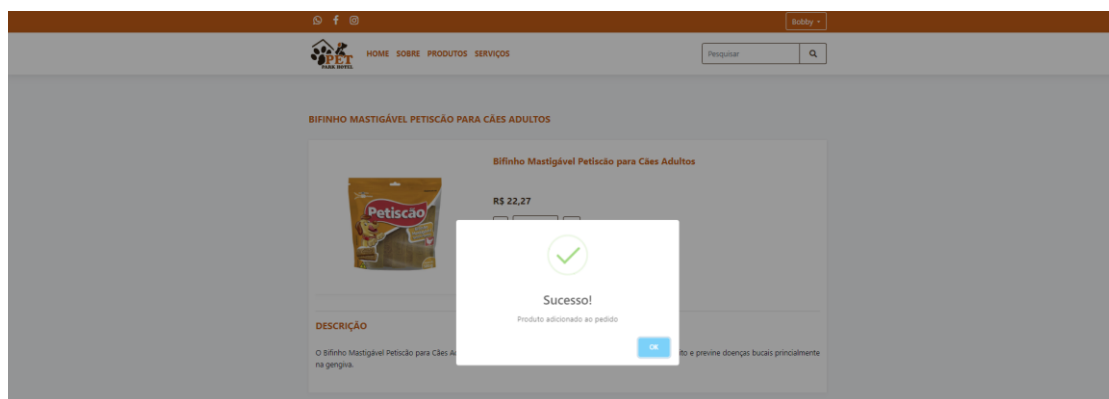 Bobby
PET
PARK HOTEL
HOME SOBRE PRODUTOS SERVIÇOS
Pesquisar
BIFINHO MASTIGÁVEL PETISCÃO PARA CÃES ADULTOS
Bifinho Mastigável Petiscão para Cães Adultos
R$ 22,27
Petiscão
Sucesso!
Produto adicionado ao pedido
OK
DESCRIÇÃO
O Bifinho Mastigável Petiscão para Cães A
ito e previne doenças bucais princialmente
na gengiva.